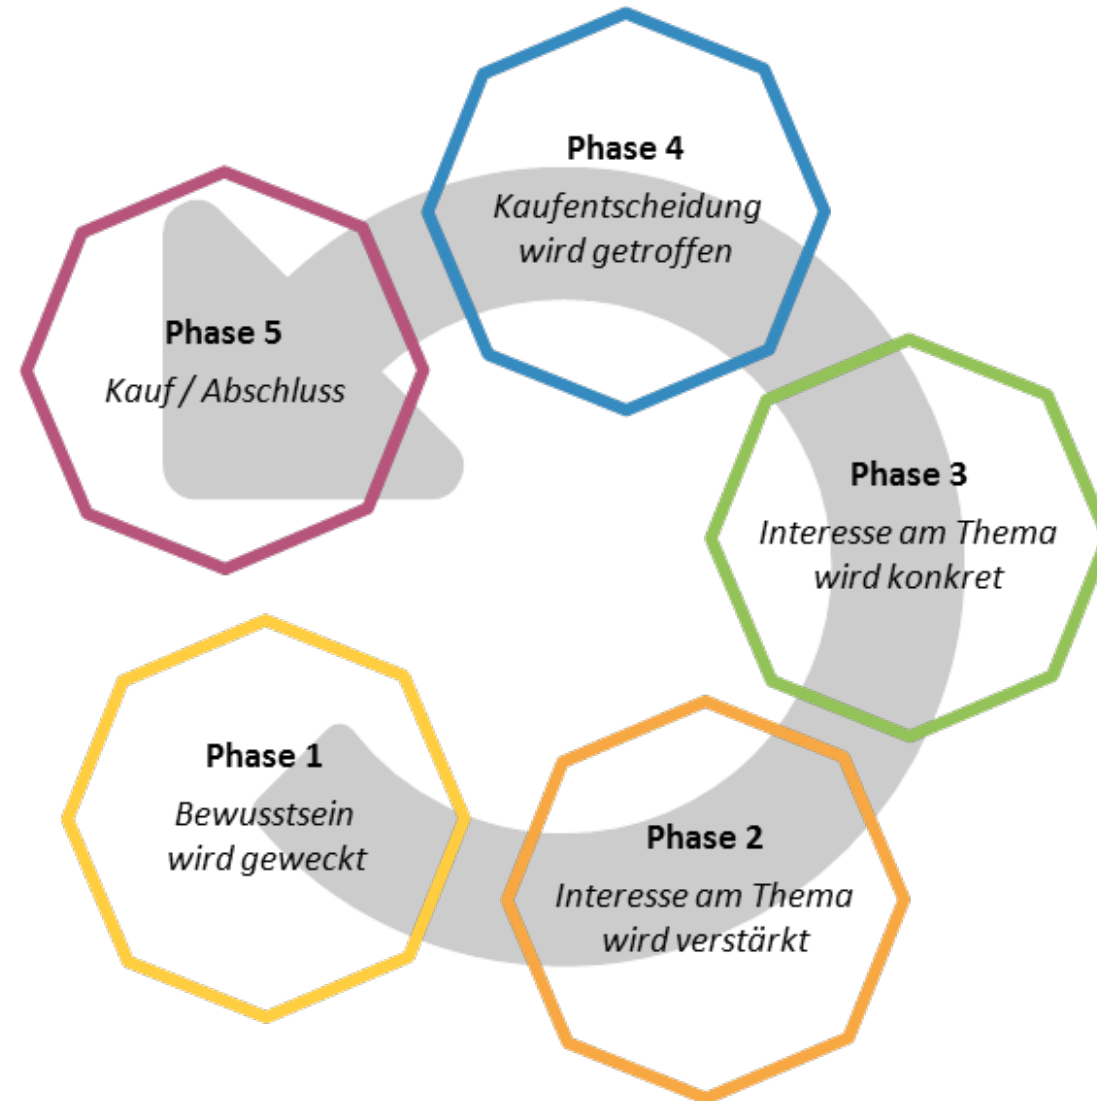 Phase 4
Kaufentscheidung
wird getroffen
Phase 5
Kauf / Abschluss
Phase 3
Interesse am Thema
wird konkret
Phase 1
Bewusstsein
wird geweckt
Phase 2
Interesse am Thema
wird verstärkt